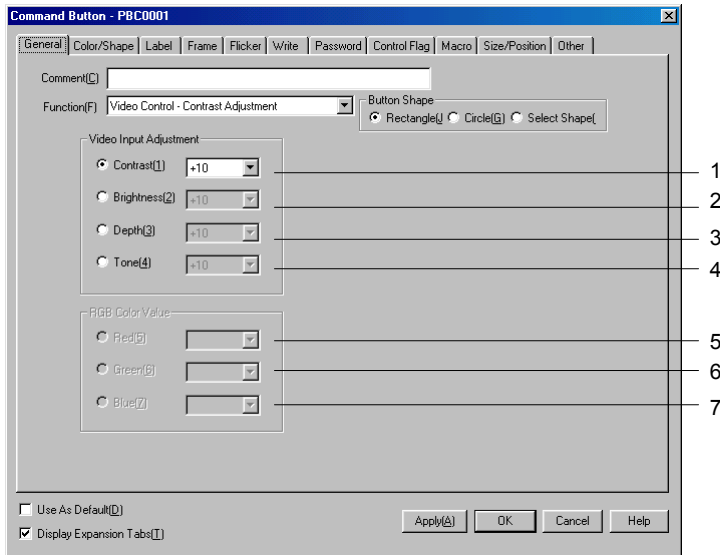 Command Button - PBC0001
General Color/Shape Label Frame Flicker Write Password Control Flag Macro Size/Position Other
Comment(C)
Function(F) Video Control - Contrast Adjustment
Button Shape
Rectangle(J Circle(G) Select Shape(
Video Input Adjustment
Contrast(1) +10 1
Brightness(2) +10 2
Depth(3) +10 3
Tone(4) +10 4
RGB Color Value
Red(5) 5
Green(6) 6
Blue(7) 7
Use As Default(D)
Display Expansion Tabs(T)
Apply(A) OK Cancel Help